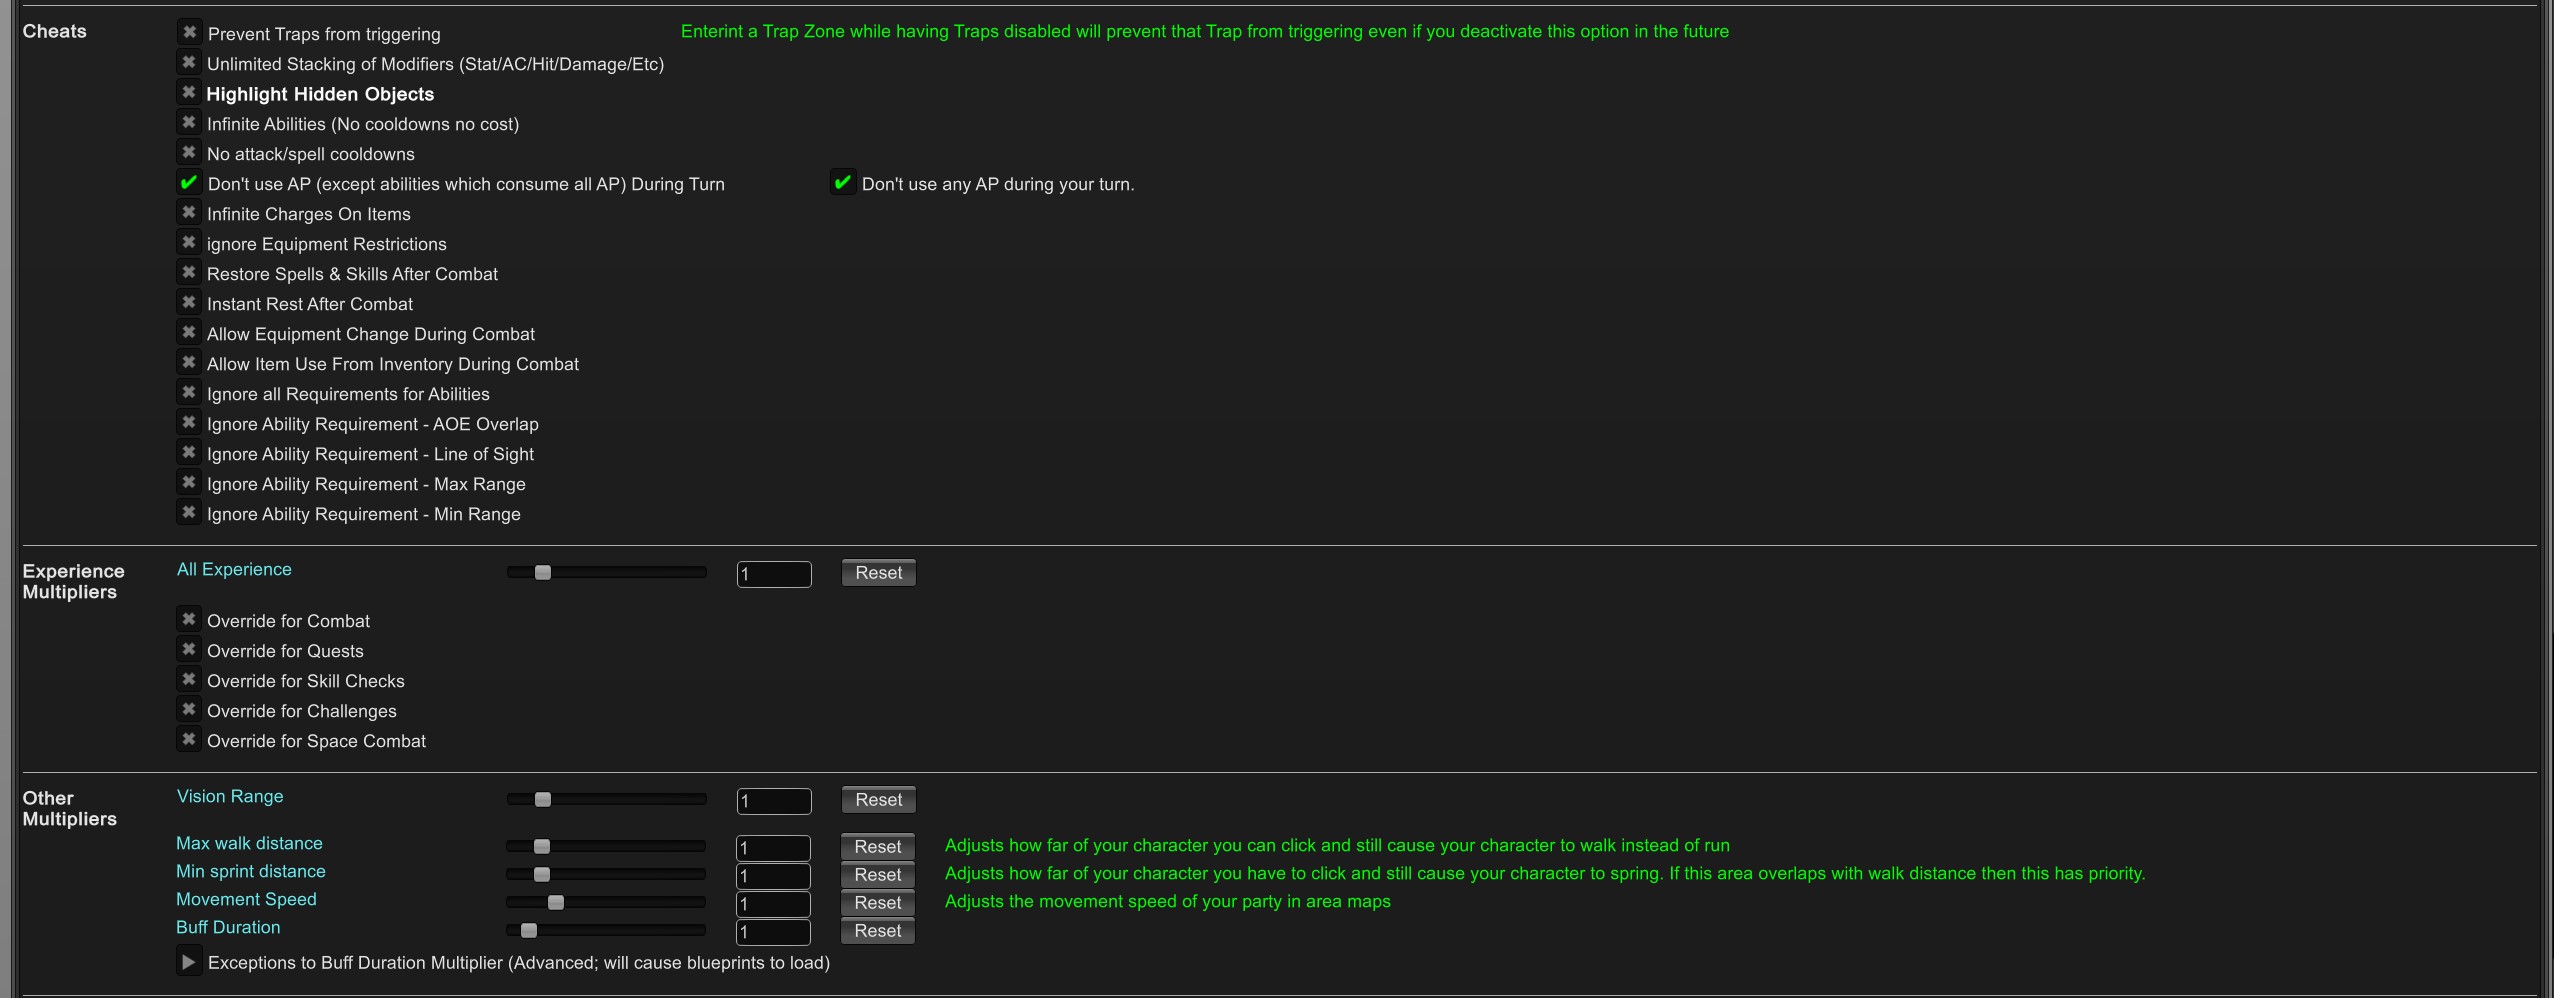 Cheats
Prevent Traps from triggering
Enterint a Trap Zone while having Traps disabled will prevent that Trap from triggering even if you deactivate this option in the future
Unlimited Stacking of Modifiers (Stat/AC/Hit/Damage/Etc)
Highlight Hidden Objects
Infinite Abilities (No cooldowns no cost)
No attack/spell cooldowns
Don't use AP (except abilities which consume all AP) During Turn
Don't use any AP during your turn.
Infinite Charges On Items
ignore Equipment Restrictions
Restore Spells & Skills After Combat
Instant Rest After Combat
Allow Equipment Change During Combat
Allow Item Use From Inventory During Combat
Ignore all Requirements for Abilities
Ignore Ability Requirement - AOE Overlap
Ignore Ability Requirement - Line of Sight
Ignore Ability Requirement - Max Range
Ignore Ability Requirement - Min Range
Experience
Multipliers
All Experience
1
Reset
Override for Combat
Override for Quests
Override for Skill Checks
Override for Challenges
Override for Space Combat
Other
Multipliers
Vision Range
1
Reset
Max walk distance
1
Reset
Adjusts how far of your character you can click and still cause your character to walk instead of run
Min sprint distance
1
Reset
Adjusts how far of your character you have to click and still cause your character to spring. If this area overlaps with walk distance then this has priority.
Movement Speed
1
Reset
Adjusts the movement speed of your party in area maps
Buff Duration
1
Reset
Exceptions to Buff Duration Multiplier (Advanced; will cause blueprints to load)